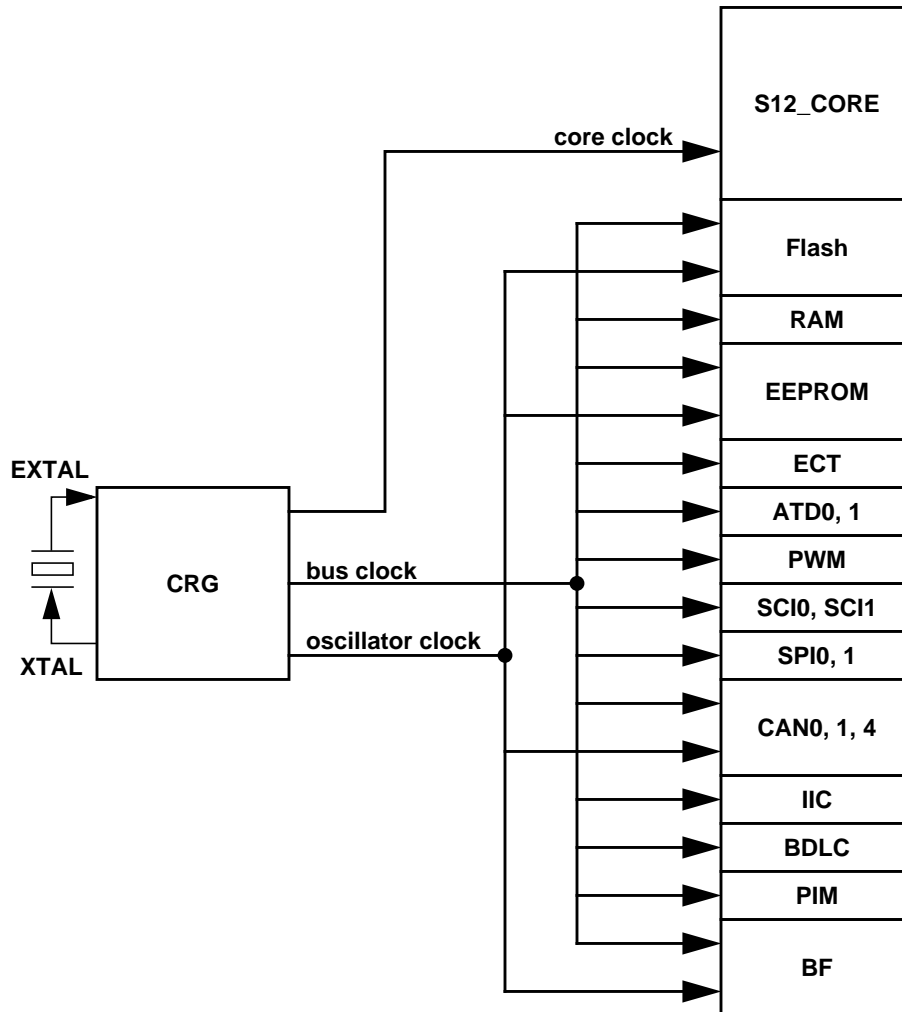 S12_CORE
core clock
Flash
RAM
EEPROM
EXTAL
ECT
ATD0, 1
PWM
bus clock
CRG
SCI0, SCI1
oscillator clock
SPI0, 1
XTAL
CAN0, 1, 4
IIC
BDLC
PIM
BF